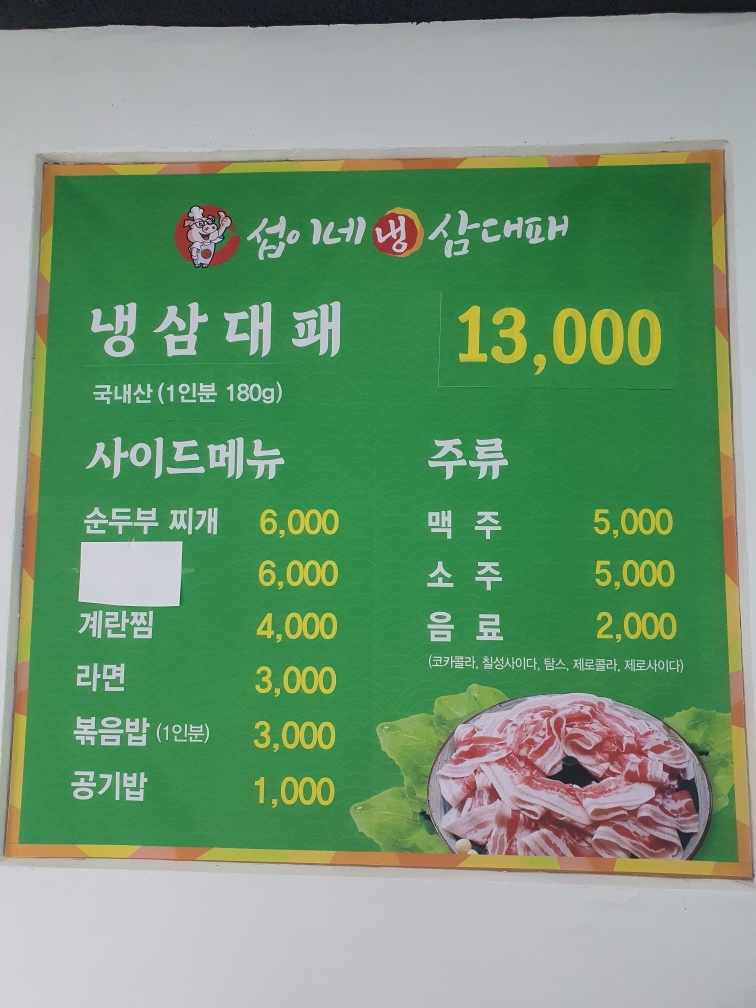 섭이네 냉 삼대패
냉삼대패 13,000
국내산 (1인분 180g)
사이드메뉴
순두부 찌개 6,000
6,000
계란찜 4,000
라면 3,000
볶음밥 (1인분) 3,000
공기밥 1,000
주류
맥 주 5,000
소 주 5,000
음 료 2,000
(코카콜라, 칠성사이다, 탐스, 제로콜라, 제로사이다)